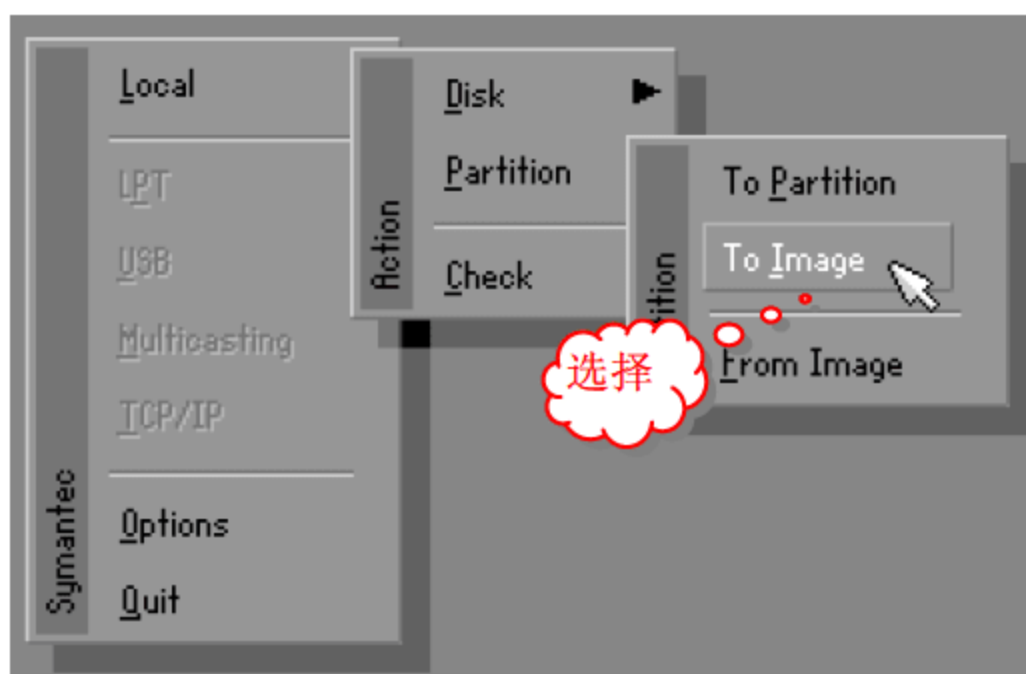 Local
LPT
USB
Multicasting
TCP/IP
Options
Quit
Symantec
Disk
Partition
Check
Action
To Partition
To Image
From Image
ition
选择